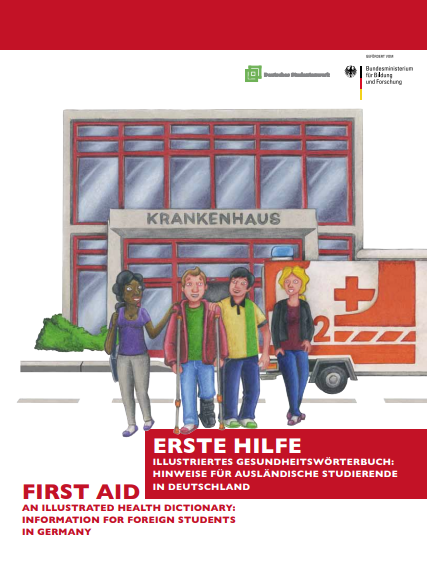 GEFÖRDERT VOM
Deutsches Studentenwerk
Bundesministerium
für Bildung
und Forschung
KRANKENHAUS
2
ERSTE HILFE
ILLUSTRIERTES GESUNDHEITSWÖRTERBUCH:
HINWEISE FÜR AUSLÄNDISCHE STUDIERENDE
IN DEUTSCHLAND
FIRST AID
AN ILLUSTRATED HEALTH DICTIONARY:
INFORMATION FOR FOREIGN STUDENTS
IN GERMANY